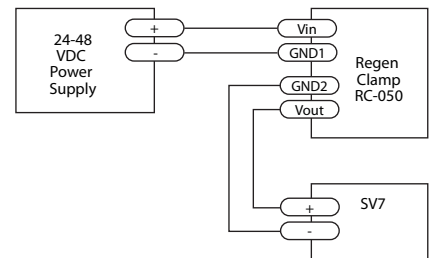 24-48
VDC
Power
Supply
+
-
Vin
GND1
GND2
Vout
Regen
Clamp
RC-050
+
-
SV7